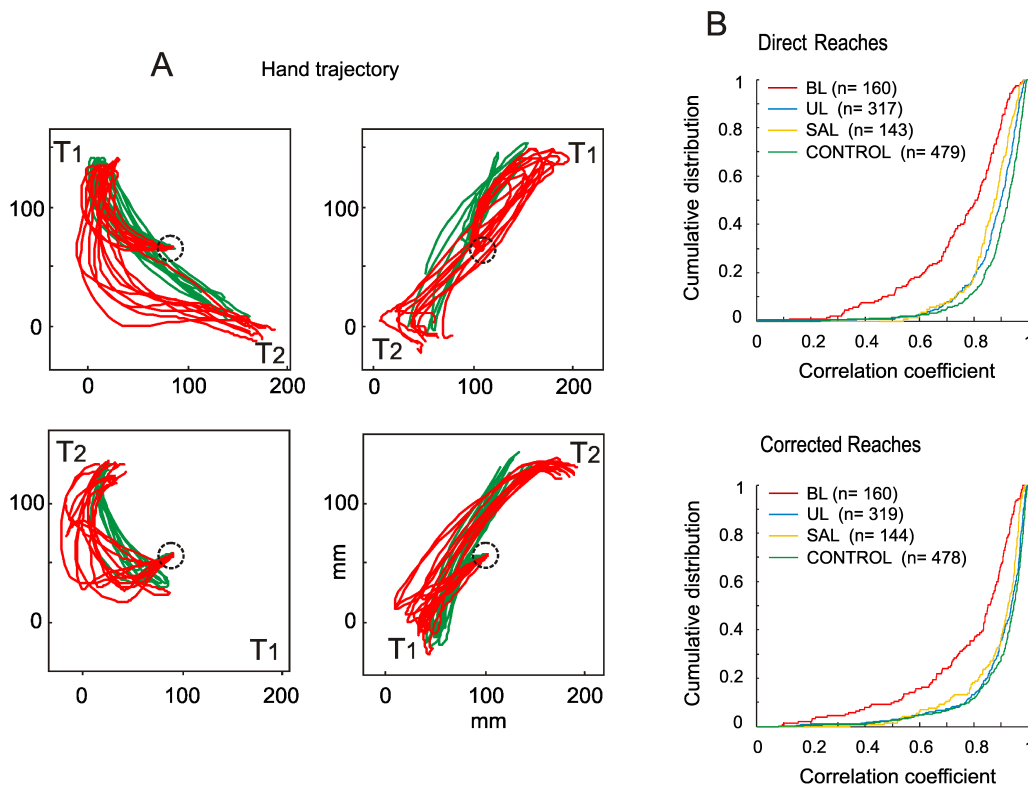 A
Hand trajectory
T1
T2
100
0
0
100
200
T1
T2
0
100
200
T2
T1
100
0
0
100
200
T2
T1
mm
0
100
200
mm
B
Direct Reaches
Cumulative distribution
1
0.8
0.6
0.4
0.2
0
BL (n= 160)
UL (n= 317)
SAL (n= 143)
CONTROL (n= 479)
0
0.2
0.4
0.6
0.8
1
Correlation coefficient
Corrected Reaches
Cumulative distribution
1
0.8
0.6
0.4
0.2
0
BL (n= 160)
UL (n= 319)
SAL (n= 144)
CONTROL (n= 478)
0
0.2
0.4
0.6
0.8
1
Correlation coefficient